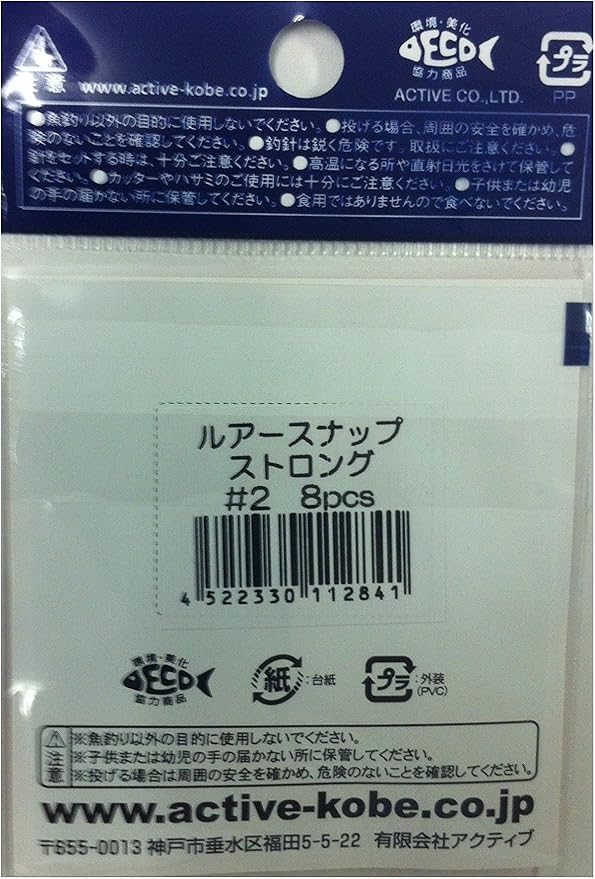 環境・美化
ECO
協力商品
プラ
注意
www.active-kobe.co.jp
ACTIVE CO.,LTD.
PP
●魚釣り以外の目的に使用しないでください。●投げる場合、周囲の安全を確かめ、危
険のないことを確認してください。●釣針は鋭く危険です。取扱にご注意ください。●
針をセットする時は、十分ご注意ください。●高温になる所や直射日光をさけて保管して
ください。●カッターやハサミのご使用には十分にご注意ください。●子供または幼児
の手の届かない所に保管してください。●食用ではありませんので食べないでください。
ルアースナップ
ストロング
#2 8pcs
4 522330 112841
環境・美化
ECO
協力商品
紙
:台紙
プラ
:外装
(PVC)
注意
※魚釣り以外の目的に使用しないでください。
※子供または幼児の手の届かない所に保管してください。
※投げる場合は周囲の安全を確かめ、危険のないことを確認してください。
www.active-kobe.co.jp
〒655-0013 神戸市垂水区福田5-5-22 有限会社アクティブ